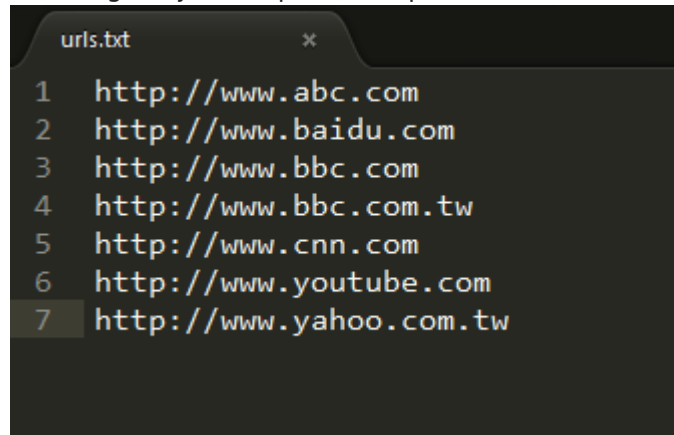 urls.txt ×
1 http://www.abc.com
2 http://www.baidu.com
3 http://www.bbc.com
4 http://www.bbc.com.tw
5 http://www.cnn.com
6 http://www.youtube.com
7 http://www.yahoo.com.tw